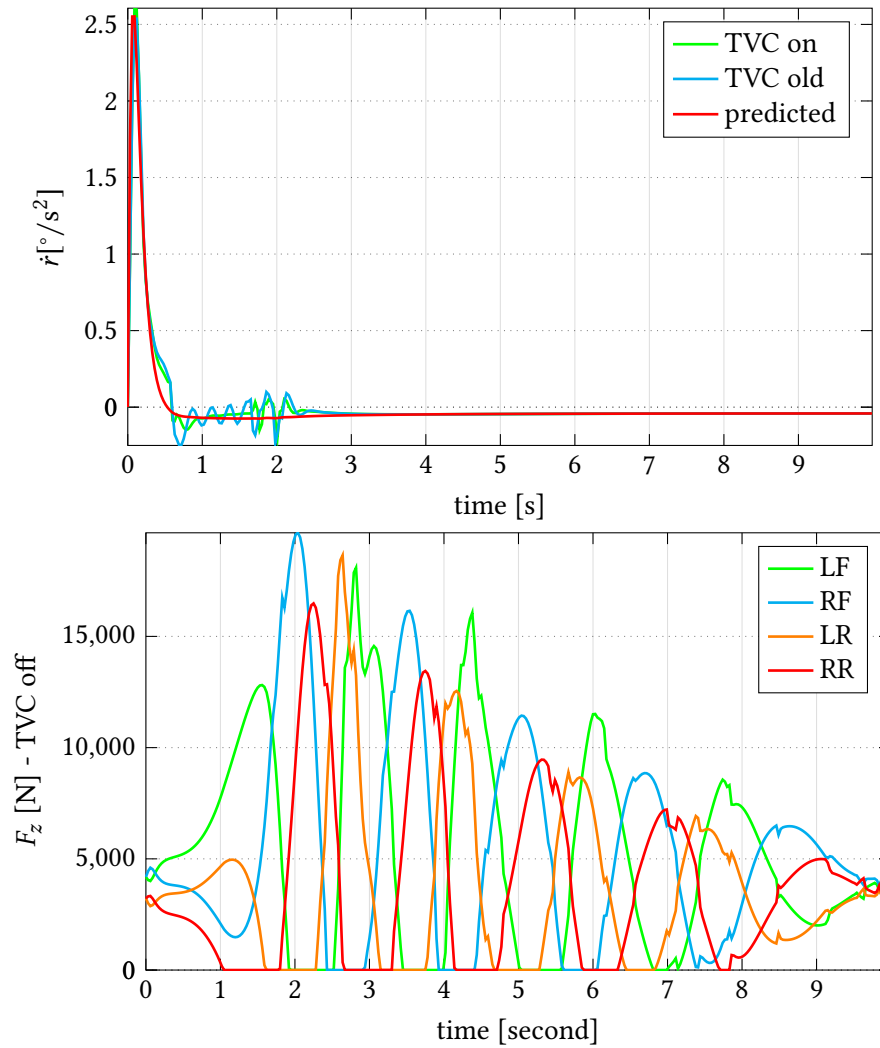 2.5
2
1.5
1
0.5
0
ṙ[°/s²]
TVC on
TVC old
predicted
0 1 2 3 4 5 6 7 8 9
time [s]
15,000
10,000
5,000
0
F_z [N] - TVC off
LF
RF
LR
RR
0 1 2 3 4 5 6 7 8 9
time [second]